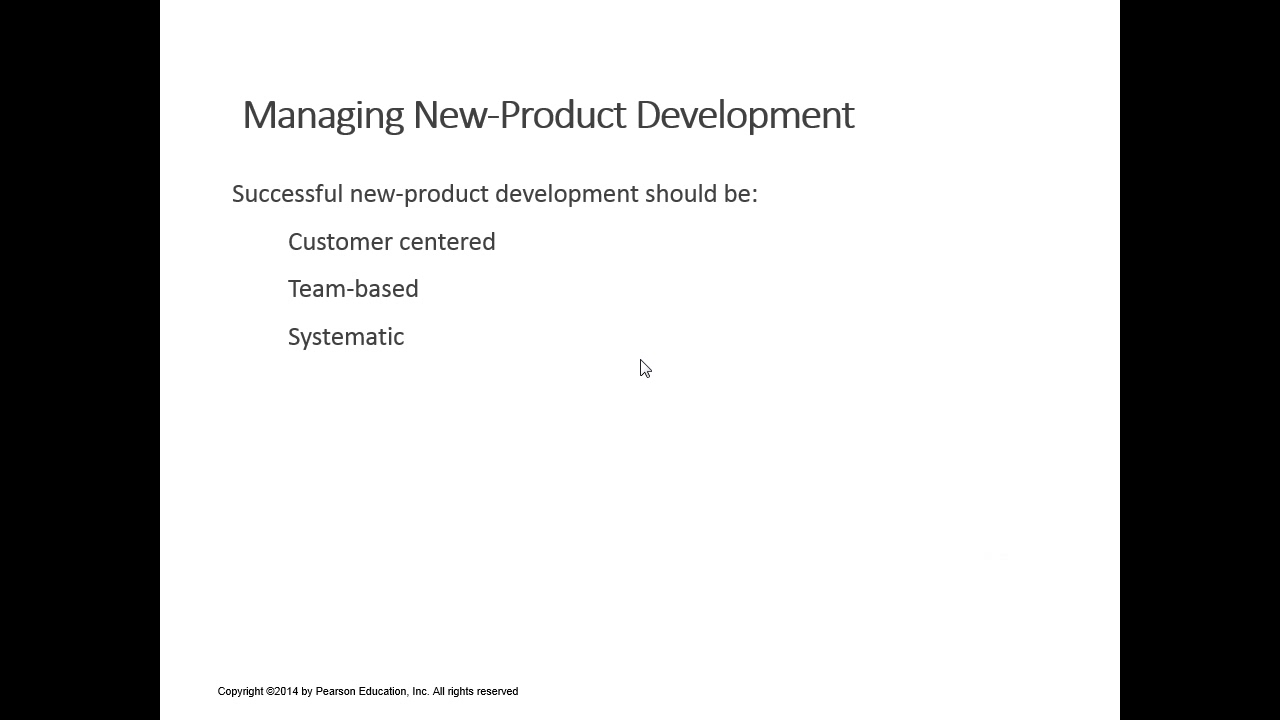 Managing New-Product Development
Successful new-product development should be:
Customer centered
Team-based
Systematic
Copyright ©2014 by Pearson Education, Inc. All rights reserved